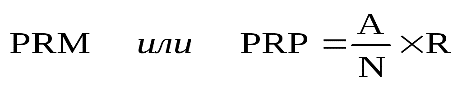 PRM или PRP = A/N × R